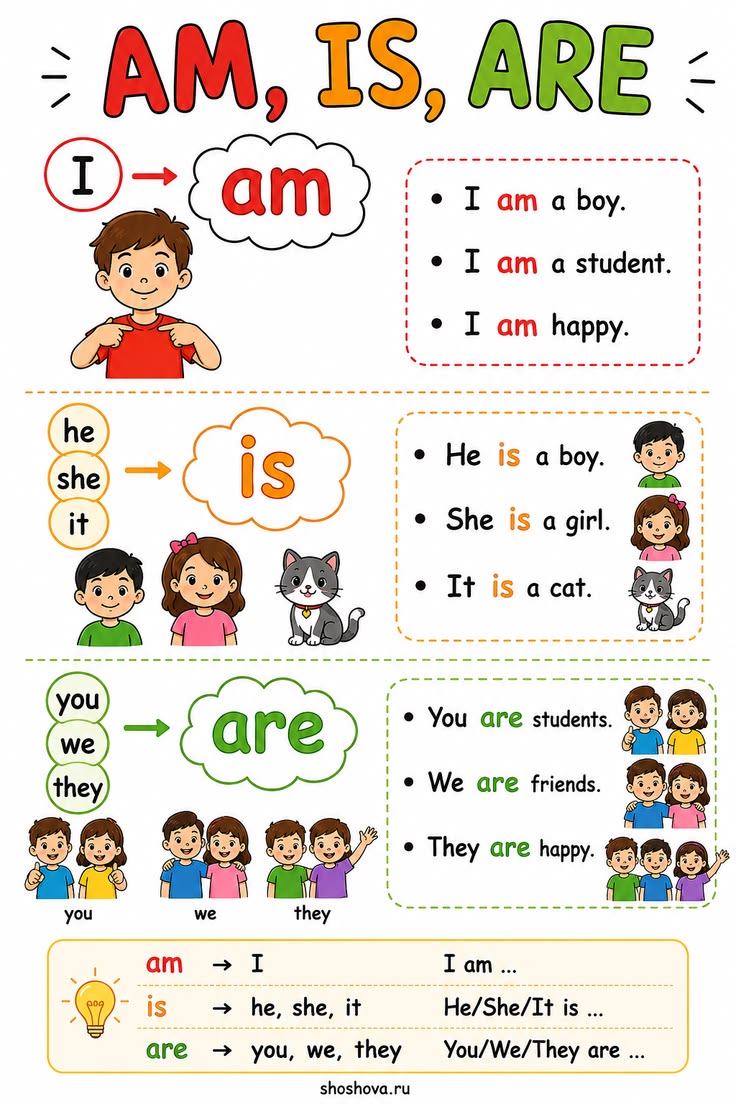 AM, IS, ARE
I → am
• I am a boy.
• I am a student.
• I am happy.
he
she
it
→ is
• He is a boy.
• She is a girl.
• It is a cat.
you
we
they
→ are
• You are students.
• We are friends.
• They are happy.
you we they
am → I I am ...
is → he, she, it He/She/It is ...
are → you, we, they You/We/They are ...
shoshova.ru